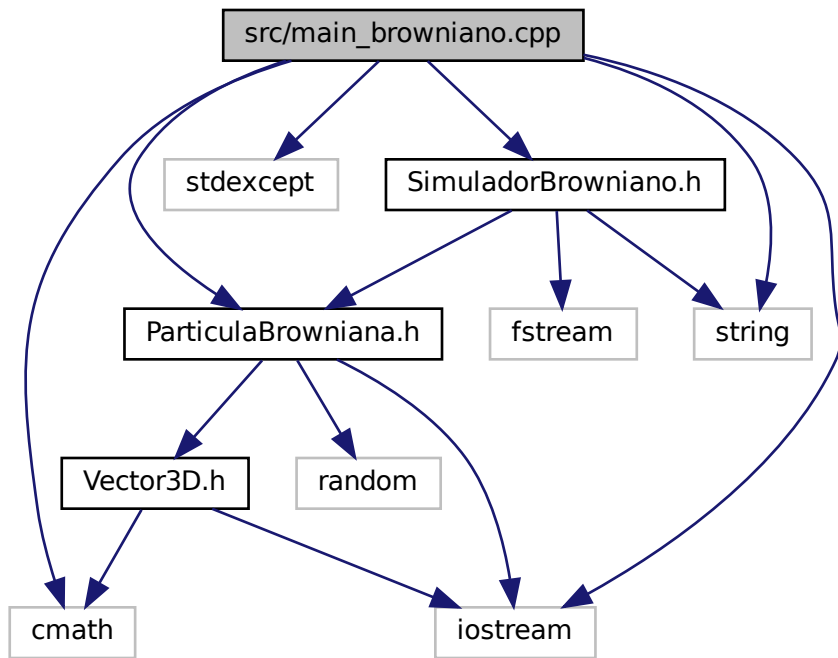 src/main_browniano.cpp
stdexcept
SimuladorBrowniano.h
ParticulaBrowniana.h
fstream
string
Vector3D.h
random
cmath
iostream